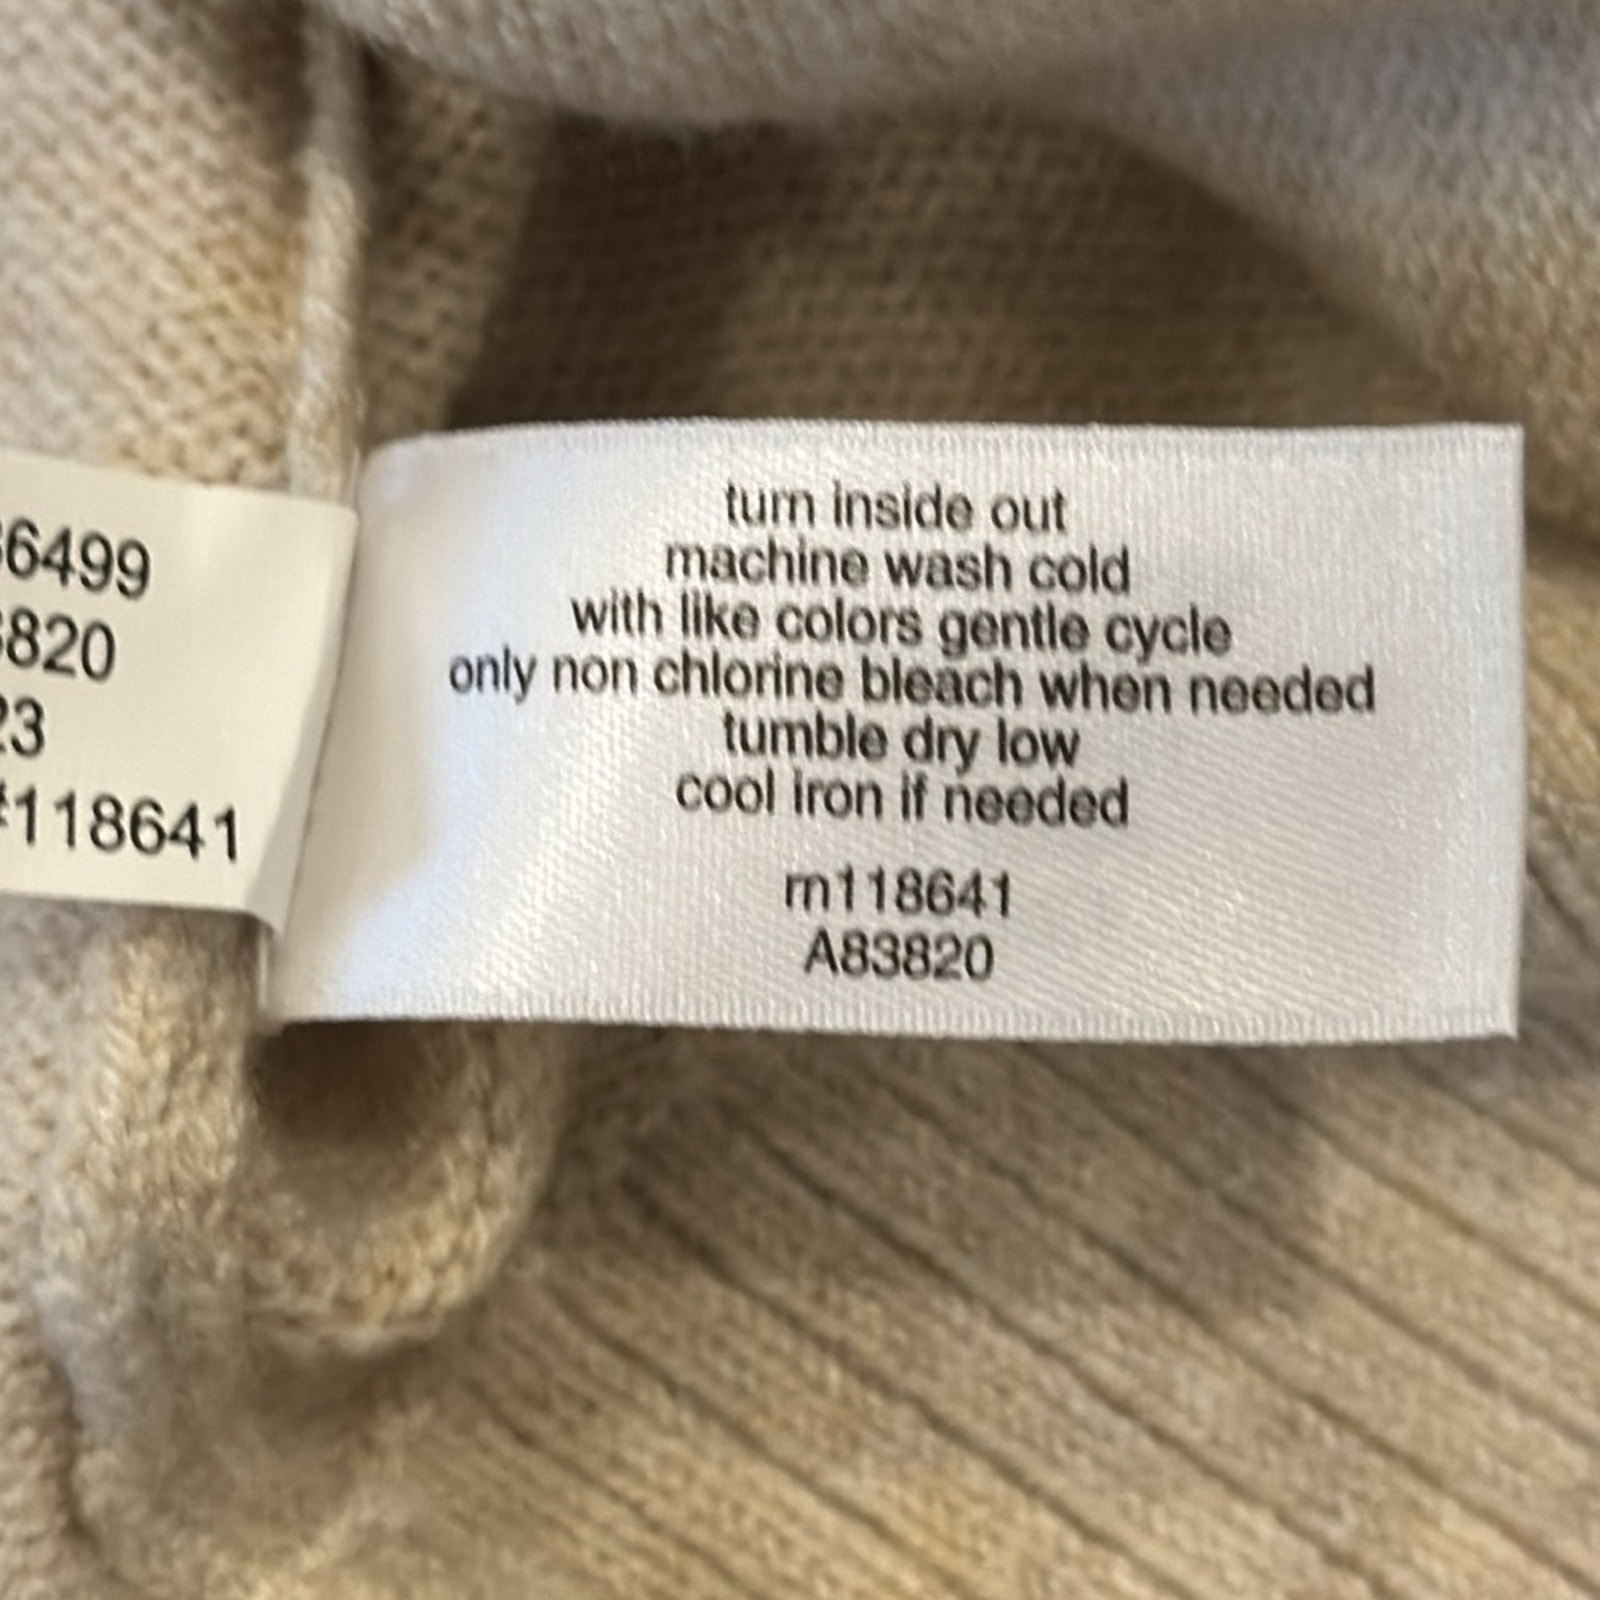 6499
820
23
#118641
turn inside out
machine wash cold
with like colors gentle cycle
only non chlorine bleach when needed
tumble dry low
cool iron if needed
rn118641
A83820